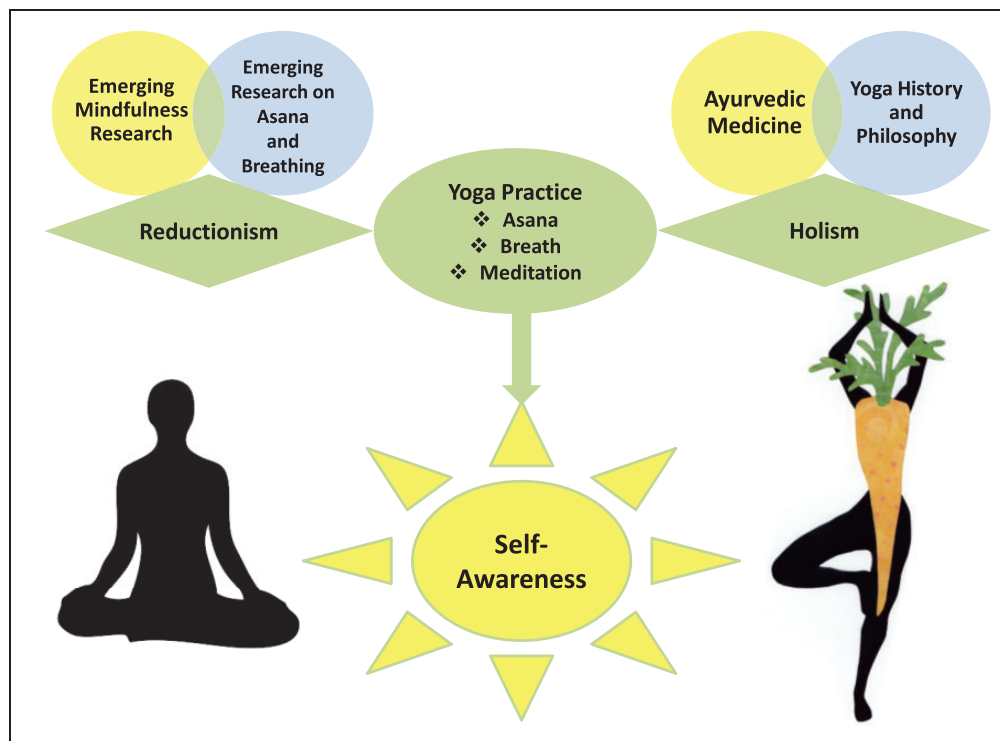 Emerging
Mindfulness
Research
Emerging
Research on
Asana
and
Breathing
Reductionism
Yoga Practice
❖ Asana
❖ Breath
❖ Meditation
Ayurvedic
Medicine
Yoga History
and
Philosophy
Holism
Self-
Awareness